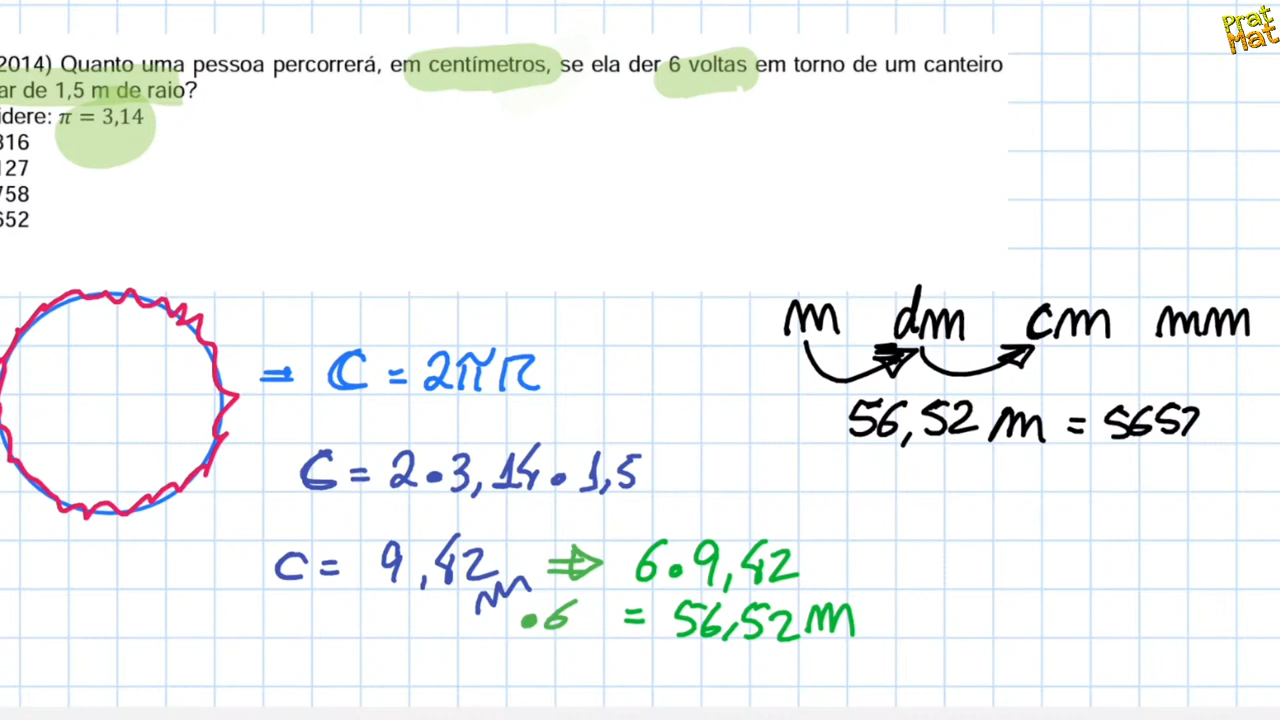 Prat
Mat
2014) Quanto uma pessoa percorrerá, em centímetros, se ela der 6 voltas em torno de um canteiro
ar de 1,5 m de raio?
idere: π = 3,14
316
127
758
652
m dm cm mm
⇒ C = 2πR
56,52 m = 5652
C = 2 • 3,14 • 1,5
C = 9,42 m ⇒ 6 • 9,42
• 6 = 56,52 m